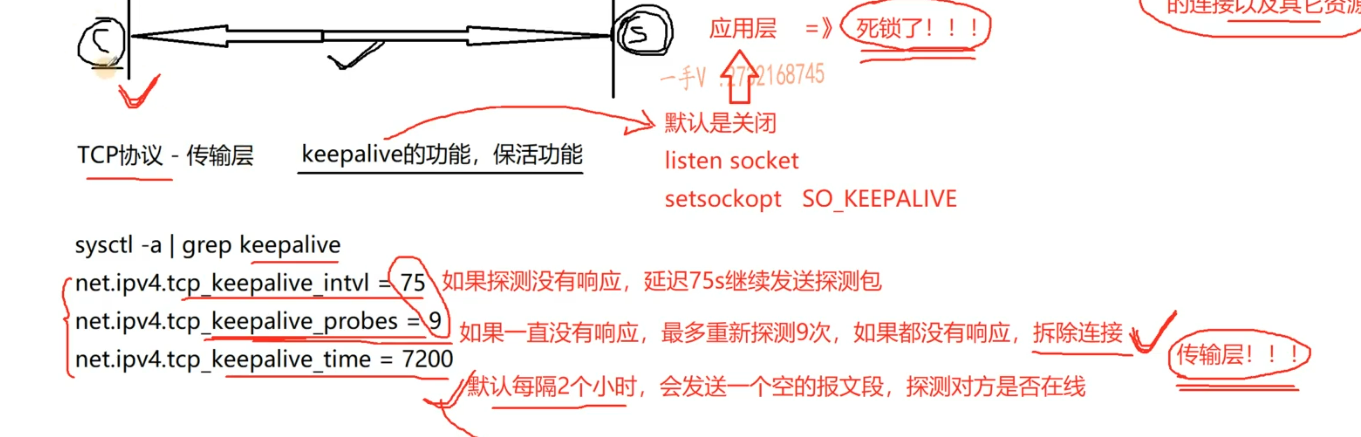 的连接以及其它资源
C
S
应用层 =》 死锁了！！！
一手V :2732168745
默认是关闭
TCP协议 - 传输层 keepalive的功能，保活功能
listen socket
setsockopt SO_KEEPALIVE
sysctl -a | grep keepalive
net.ipv4.tcp_keepalive_intvl = 75 如果探测没有响应，延迟75s继续发送探测包
net.ipv4.tcp_keepalive_probes = 9 如果一直没有响应，最多重新探测9次，如果都没有响应，拆除连接
传输层！！！
net.ipv4.tcp_keepalive_time = 7200
默认每隔2个小时，会发送一个空的报文段，探测对方是否在线